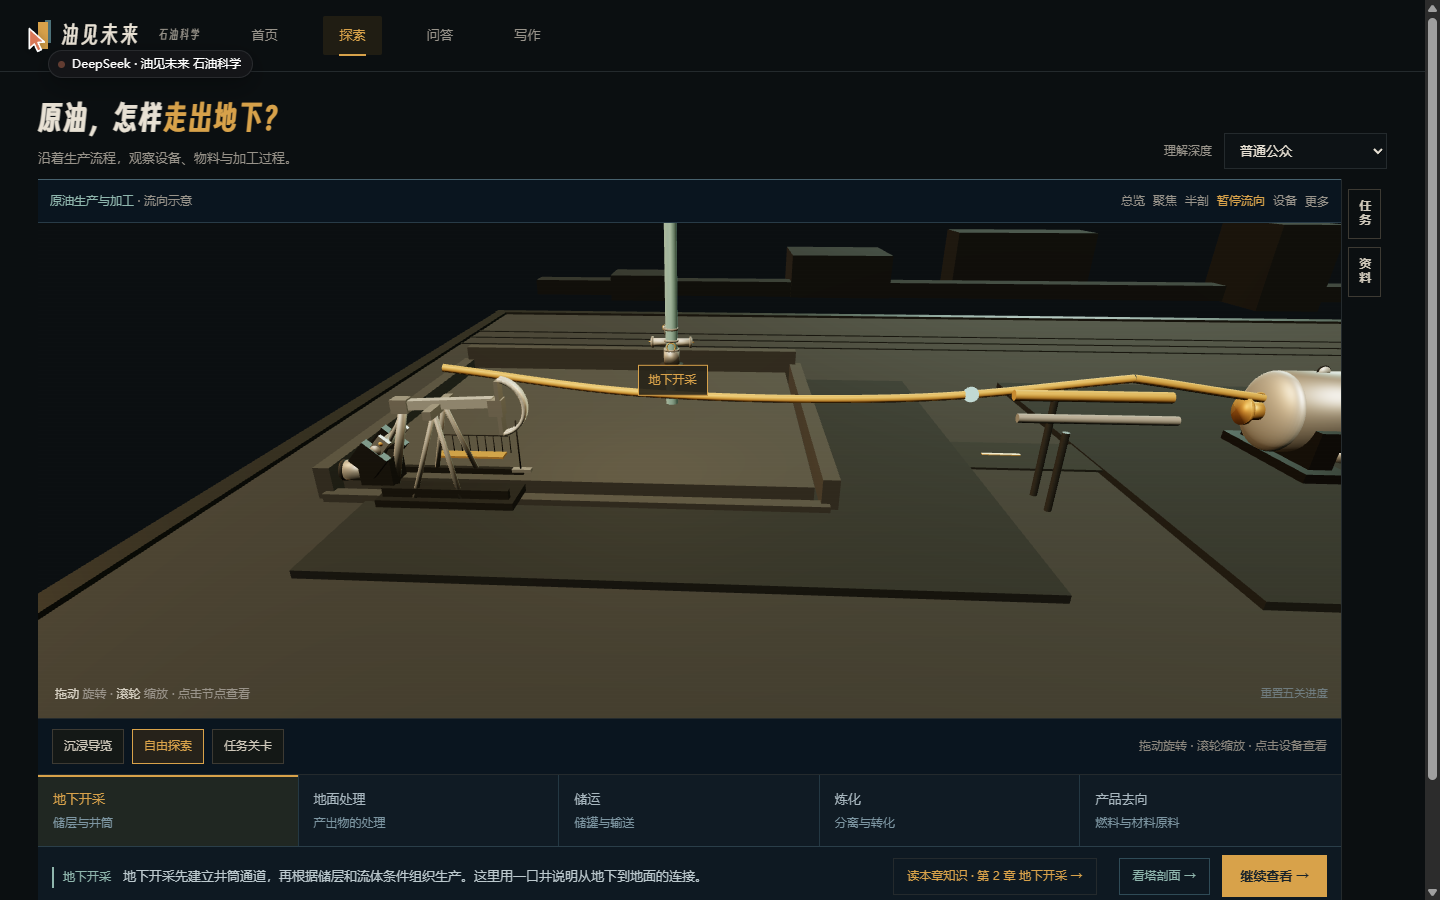 油见未来 石油科学 首页 探索 问答 写作
DeepSeek · 油见未来 石油科学
原油，怎样走出地下？
沿着生产流程，观察设备、物料与加工过程。
理解深度 普通公众
原油生产与加工 · 流向示意 总览 聚焦 半剖 暂停流向 设备 更多
任务
资料
地下开采
拖动 旋转 · 滚轮 缩放 · 点击节点查看 重置五关进度
沉浸导览 自由探索 任务关卡 拖动旋转 · 滚轮缩放 · 点击设备查看
地下开采 地面处理 储运 炼化 产品去向
储层与井筒 产出物的处理 储罐与输送 分离与转化 燃料与材料原料
地下开采 地下开采先建立井筒通道，再根据储层和流体条件组织生产。这里用一口井说明从地下到地面的连接。 读本章知识 · 第 2 章 地下开采 → 看塔剖面 → 继续查看 →